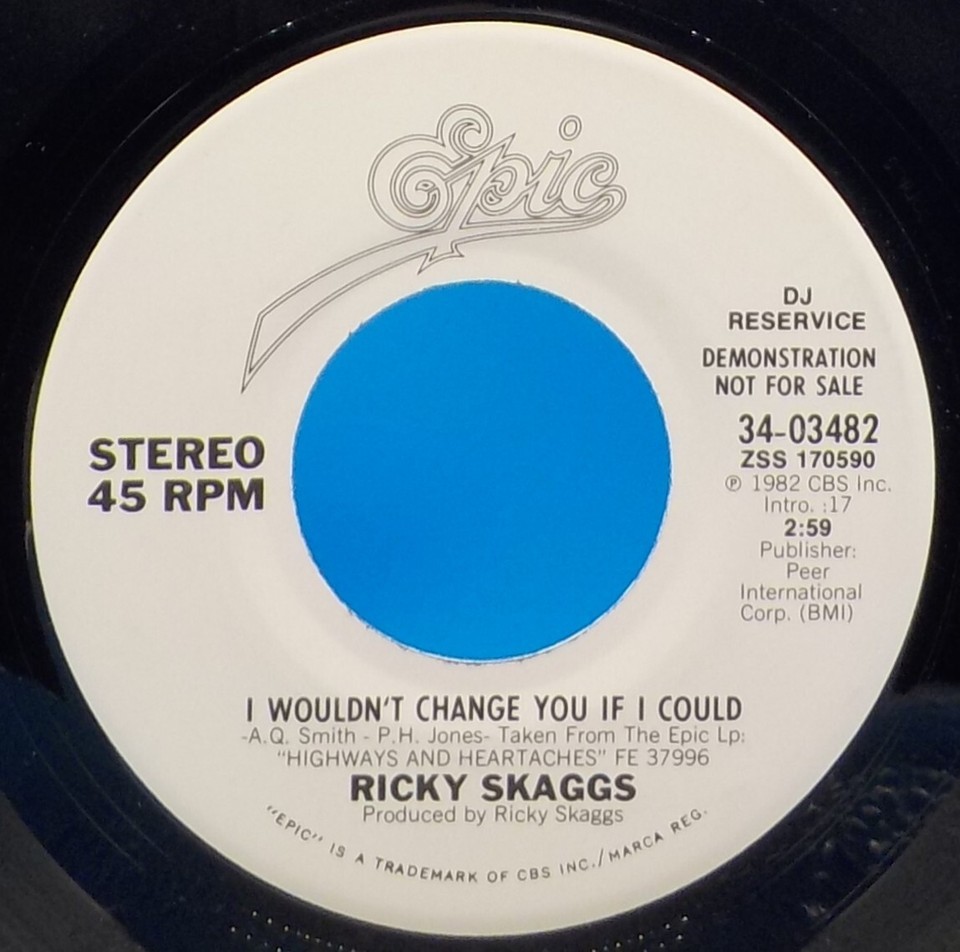 Epic
DJ
RESERVICE
DEMONSTRATION
NOT FOR SALE
STEREO
45 RPM
34-03482
ZSS 170590
℗ 1982 CBS Inc.
Intro. :17
2:59
Publisher:
Peer
International
Corp. (BMI)
I WOULDN'T CHANGE YOU IF I COULD
-A.Q. Smith - P.H. Jones- Taken From The Epic Lp:
"HIGHWAYS AND HEARTACHES" FE 37996
RICKY SKAGGS
Produced by Ricky Skaggs
"EPIC" IS A TRADEMARK OF CBS INC./MARCA REG.